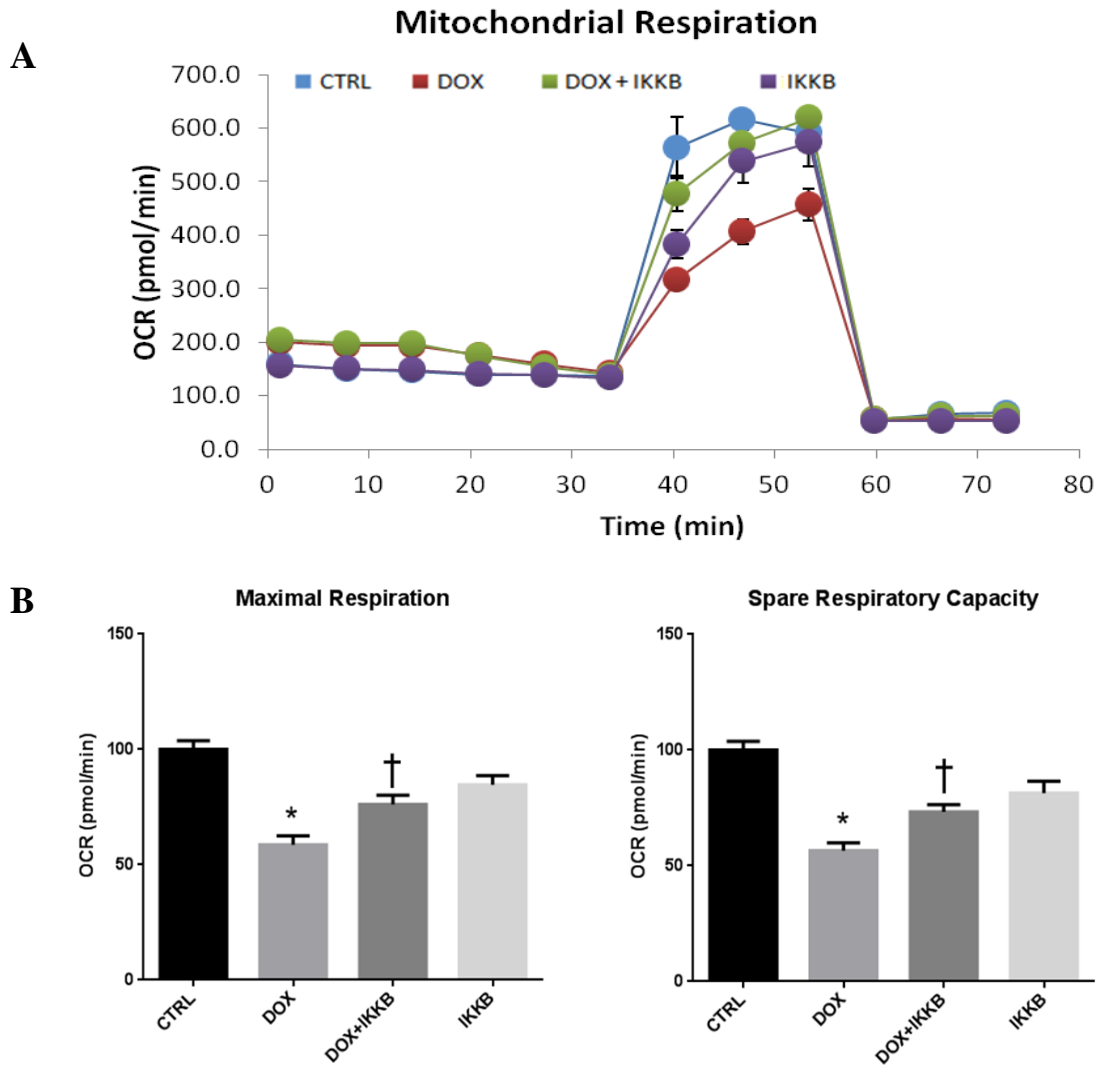 Mitochondrial Respiration
A
700.0
600.0
500.0
400.0
300.0
200.0
100.0
0.0
OCR (pmol/min)
CTRL DOX DOX + IKKB IKKB
0 10 20 30 40 50 60 70 80
Time (min)
B
Maximal Respiration
150
100
50
0
OCR (pmol/min)
* †
CTRL DOX DOX+IKKB IKKB
Spare Respiratory Capacity
150
100
50
0
OCR (pmol/min)
* †
CTRL DOX DOX+IKKB IKKB